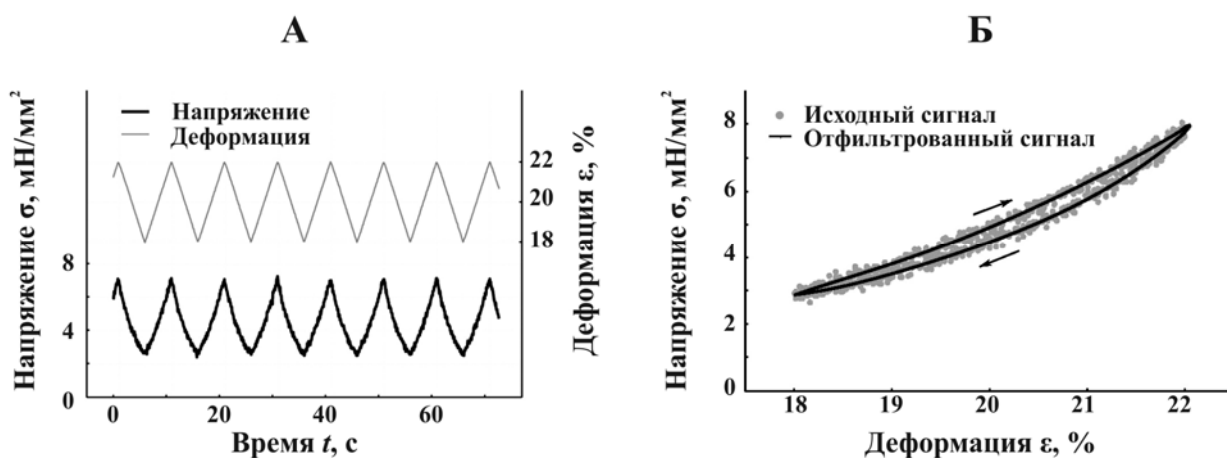 А
Напряжение σ, мН/мм²
Напряжение
Деформация
8
4
0
0
20
40
60
Время t, с
22
20
18
Деформация ε, %
Б
Напряжение σ, мН/мм²
Исходный сигнал
Отфильтрованный сигнал
8
6
4
2
0
18
19
20
21
22
Деформация ε, %